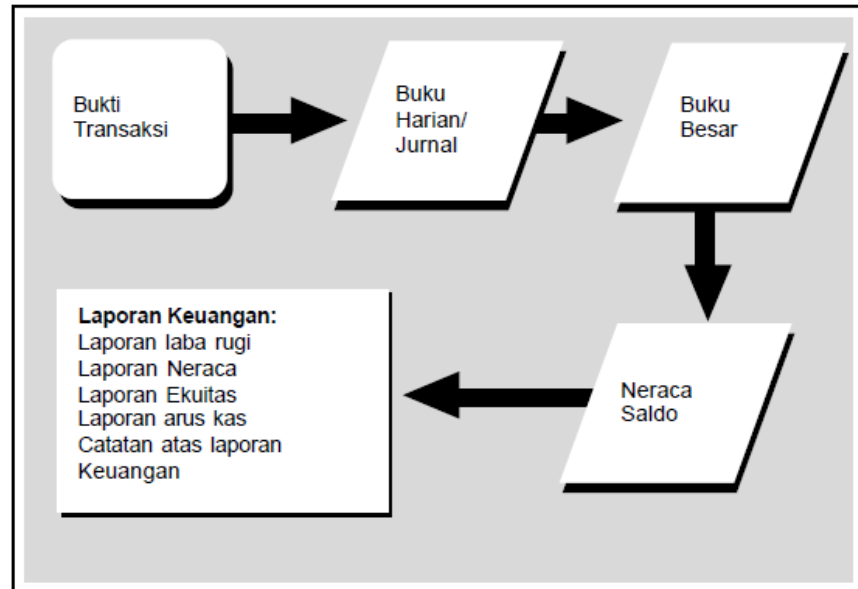 Bukti
Transaksi
Buku
Harian/
Jurnal
Buku
Besar
Neraca
Saldo
Laporan Keuangan:
Laporan laba rugi
Laporan Neraca
Laporan Ekuitas
Laporan arus kas
Catatan atas laporan
Keuangan